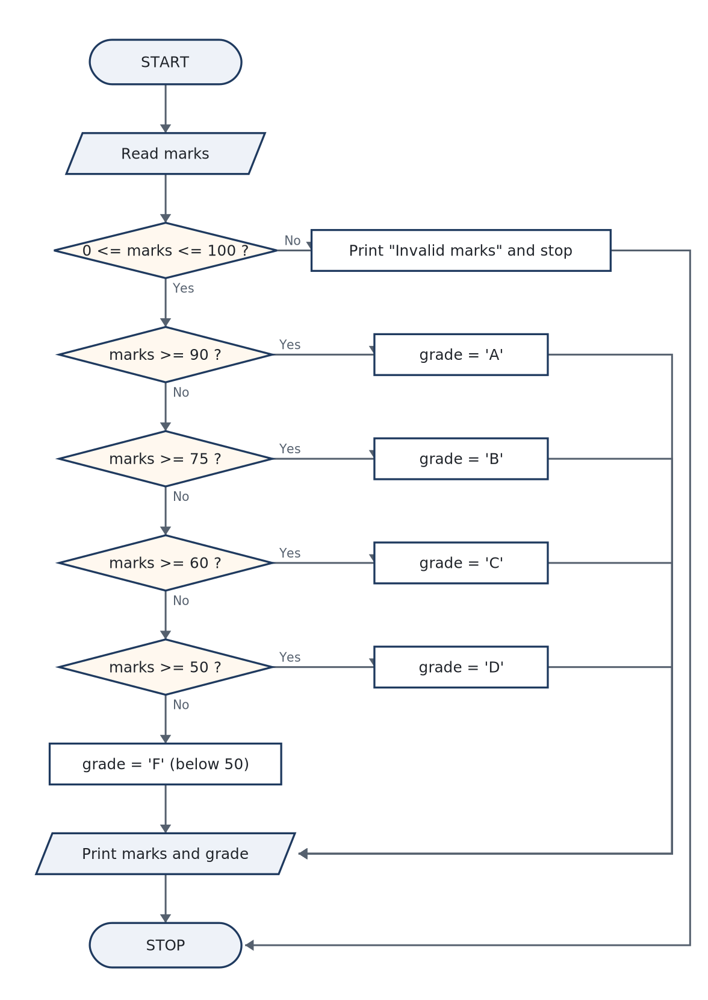 START
Read marks
0 <= marks <= 100 ?
No
Print "Invalid marks" and stop
Yes
marks >= 90 ?
Yes
grade = 'A'
No
marks >= 75 ?
Yes
grade = 'B'
No
marks >= 60 ?
Yes
grade = 'C'
No
marks >= 50 ?
Yes
grade = 'D'
No
grade = 'F' (below 50)
Print marks and grade
STOP